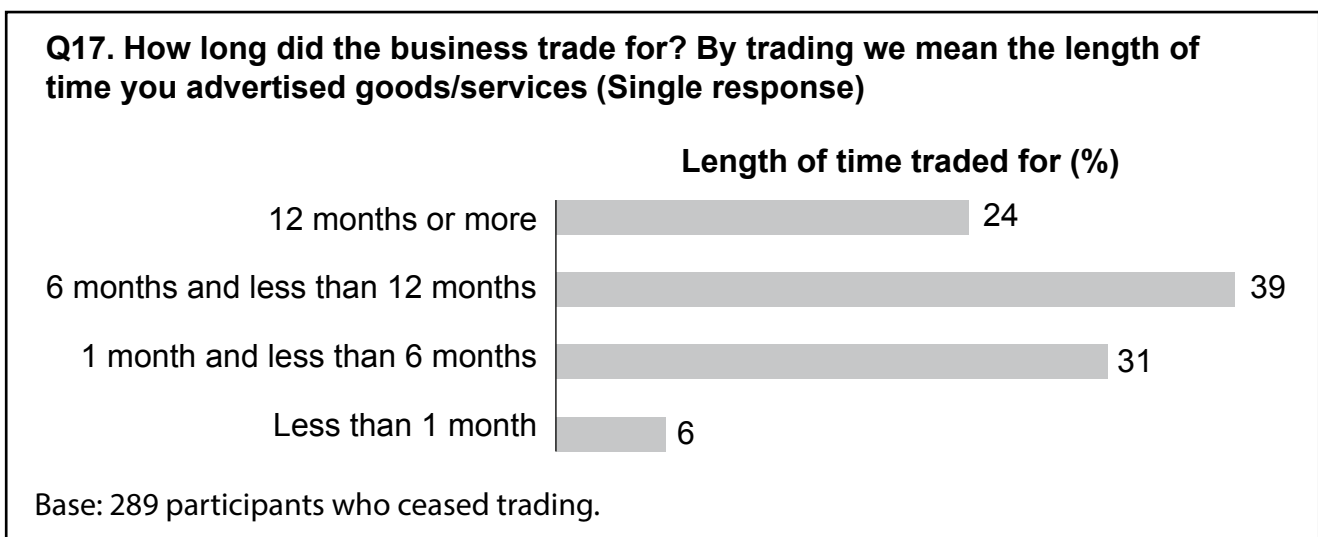 Q17. How long did the business trade for? By trading we mean the length of
time you advertised goods/services (Single response)
Length of time traded for (%)
12 months or more 24
6 months and less than 12 months 39
1 month and less than 6 months 31
Less than 1 month 6
Base: 289 participants who ceased trading.